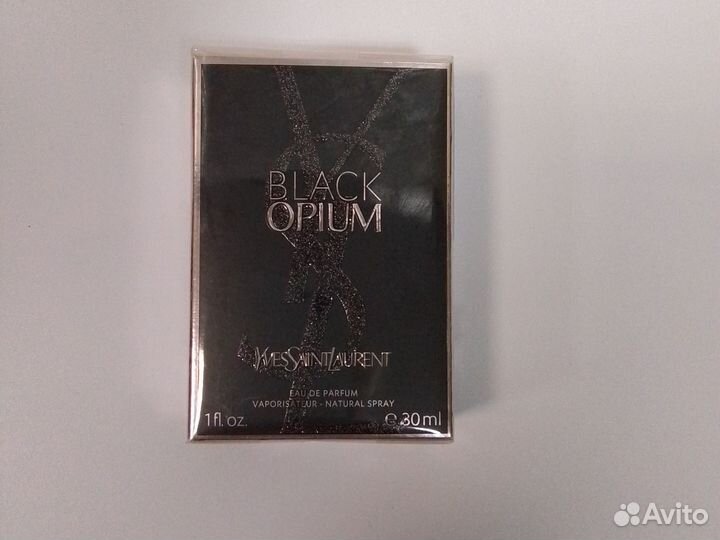 BLACK
OPIUM
YVESSAINTLAURENT
EAU DE PARFUM
VAPORISATEUR - NATURAL SPRAY
1 fl. oz. e 30 ml
Avito